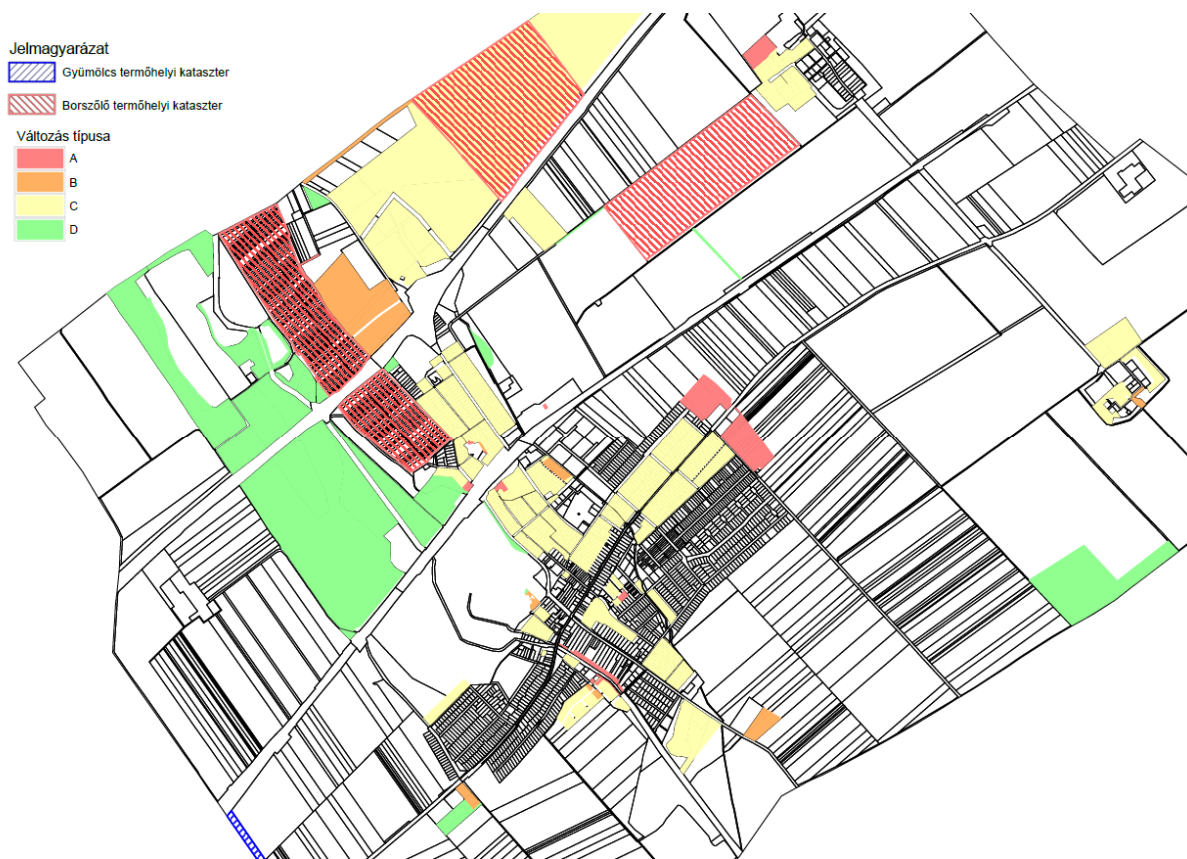 Jelmagyarázat
Gyümölcs termőhelyi kataszter
Borszőlő termőhelyi kataszter
Változás típusa
A
B
C
D